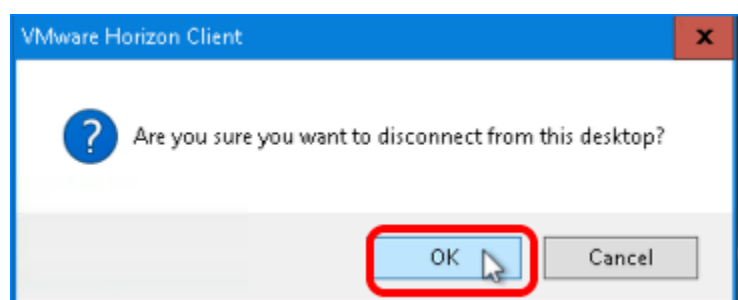 VMware Horizon Client
Are you sure you want to disconnect from this desktop?
OK Cancel